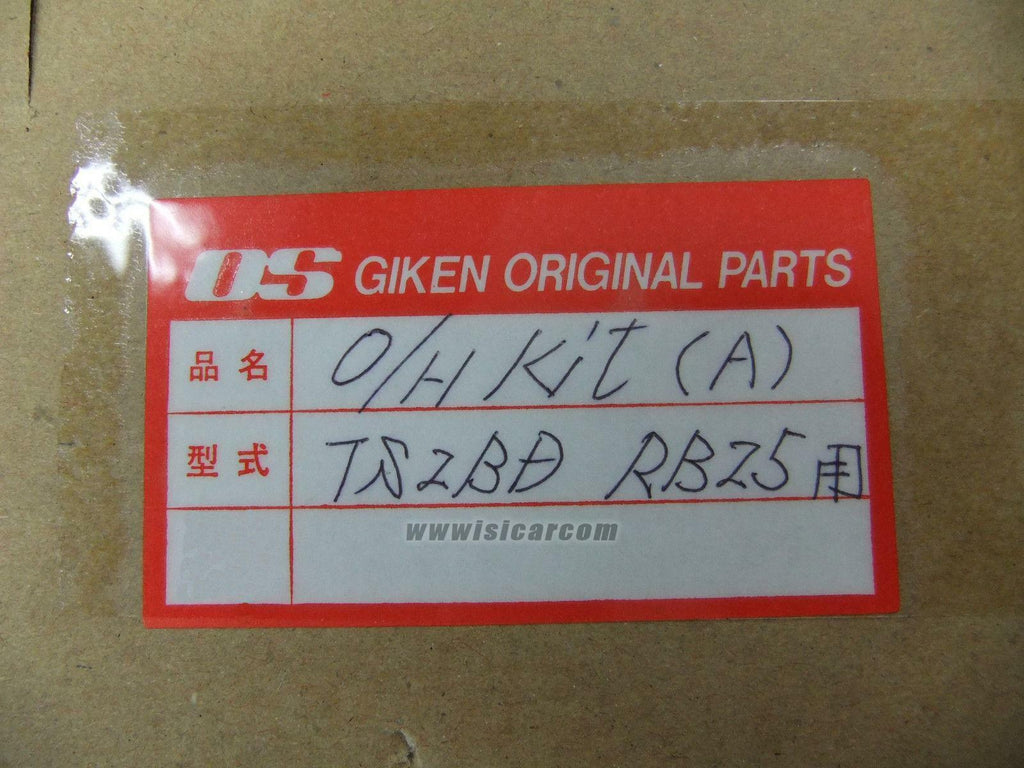 OS GIKEN ORIGINAL PARTS
品名 O/H Kit (A)
型式 TS2BD RB25用
wwwisicarcom